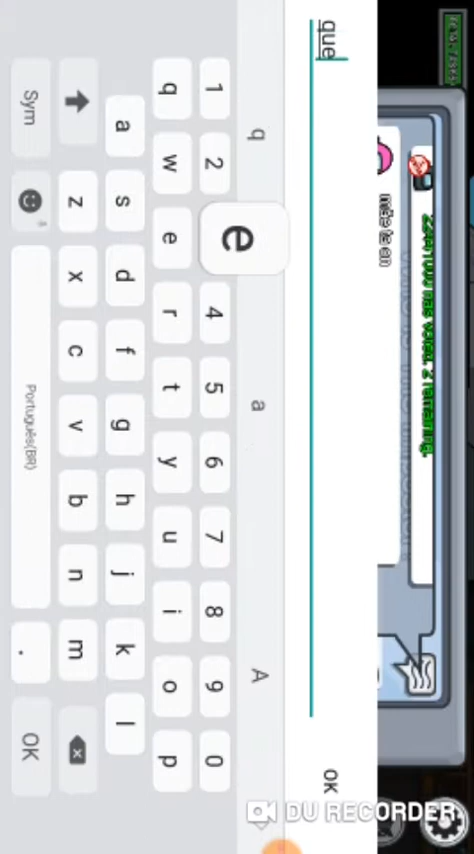 que
OK
has voted. 2 remaining.
q a A
1 2 4 5 6 7 8 9 0
e
q w e r t y u i o p
a s d f g h j k l
z x c v b n m
Sym Português(BR) . OK
DU RECORDER